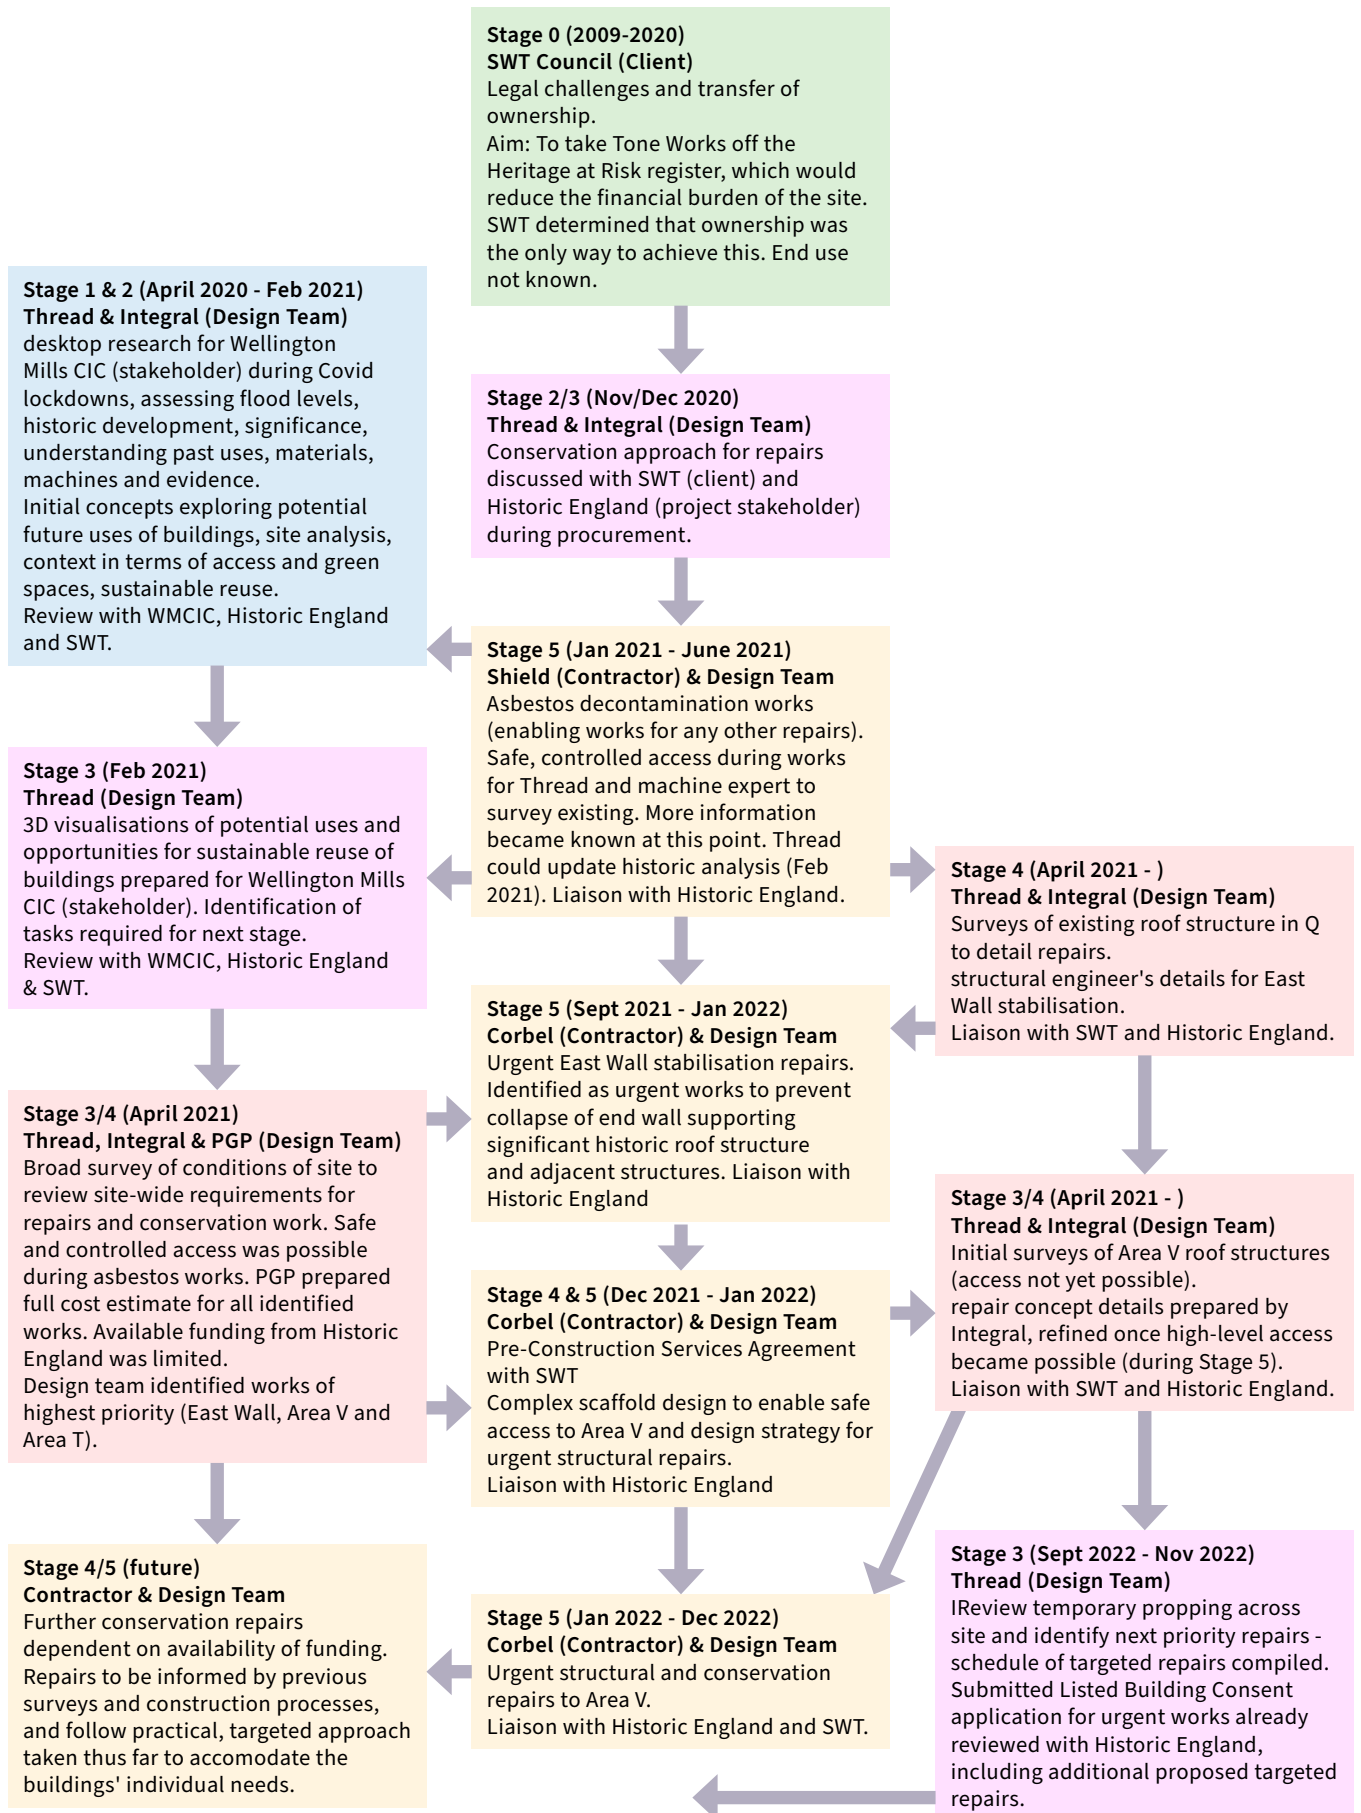 Stage 0 (2009-2020)
SWT Council (Client)
Legal challenges and transfer of
ownership.
Aim: To take Tone Works off the
Heritage at Risk register, which would
reduce the financial burden of the site.
SWT determined that ownership was
the only way to achieve this. End use
not known.
Stage 1 & 2 (April 2020 - Feb 2021)
Thread & Integral (Design Team)
desktop research for Wellington
Mills CIC (stakeholder) during Covid
lockdowns, assessing flood levels,
historic development, significance,
understanding past uses, materials,
machines and evidence.
Initial concepts exploring potential
future uses of buildings, site analysis,
context in terms of access and green
spaces, sustainable reuse.
Review with WMCIC, Historic England
and SWT.
Stage 2/3 (Nov/Dec 2020)
Thread & Integral (Design Team)
Conservation approach for repairs
discussed with SWT (client) and
Historic England (project stakeholder)
during procurement.
Stage 5 (Jan 2021 - June 2021)
Shield (Contractor) & Design Team
Asbestos decontamination works
(enabling works for any other repairs).
Safe, controlled access during works
for Thread and machine expert to
survey existing. More information
became known at this point. Thread
could update historic analysis (Feb
2021). Liaison with Historic England.
Stage 3 (Feb 2021)
Thread (Design Team)
3D visualisations of potential uses and
opportunities for sustainable reuse of
buildings prepared for Wellington Mills
CIC (stakeholder). Identification of
tasks required for next stage.
Review with WMCIC, Historic England
& SWT.
Stage 4 (April 2021 - )
Thread & Integral (Design Team)
Surveys of existing roof structure in Q
to detail repairs.
structural engineer's details for East
Wall stabilisation.
Liaison with SWT and Historic England.
Stage 5 (Sept 2021 - Jan 2022)
Corbel (Contractor) & Design Team
Urgent East Wall stabilisation repairs.
Identified as urgent works to prevent
collapse of end wall supporting
significant historic roof structure
and adjacent structures. Liaison with
Historic England
Stage 3/4 (April 2021)
Thread, Integral & PGP (Design Team)
Broad survey of conditions of site to
review site-wide requirements for
repairs and conservation work. Safe
and controlled access was possible
during asbestos works. PGP prepared
full cost estimate for all identified
works. Available funding from Historic
England was limited.
Design team identified works of
highest priority (East Wall, Area V and
Area T).
Stage 3/4 (April 2021 - )
Thread & Integral (Design Team)
Initial surveys of Area V roof structures
(access not yet possible).
repair concept details prepared by
Integral, refined once high-level access
became possible (during Stage 5).
Liaison with SWT and Historic England.
Stage 4 & 5 (Dec 2021 - Jan 2022)
Corbel (Contractor) & Design Team
Pre-Construction Services Agreement
with SWT
Complex scaffold design to enable safe
access to Area V and design strategy for
urgent structural repairs.
Liaison with Historic England
Stage 4/5 (future)
Contractor & Design Team
Further conservation repairs
dependent on availability of funding.
Repairs to be informed by previous
surveys and construction processes,
and follow practical, targeted approach
taken thus far to accomodate the
buildings' individual needs.
Stage 5 (Jan 2022 - Dec 2022)
Corbel (Contractor) & Design Team
Urgent structural and conservation
repairs to Area V.
Liaison with Historic England and SWT.
Stage 3 (Sept 2022 - Nov 2022)
Thread (Design Team)
IReview temporary propping across
site and identify next priority repairs -
schedule of targeted repairs compiled.
Submitted Listed Building Consent
application for urgent works already
reviewed with Historic England,
including additional proposed targeted
repairs.